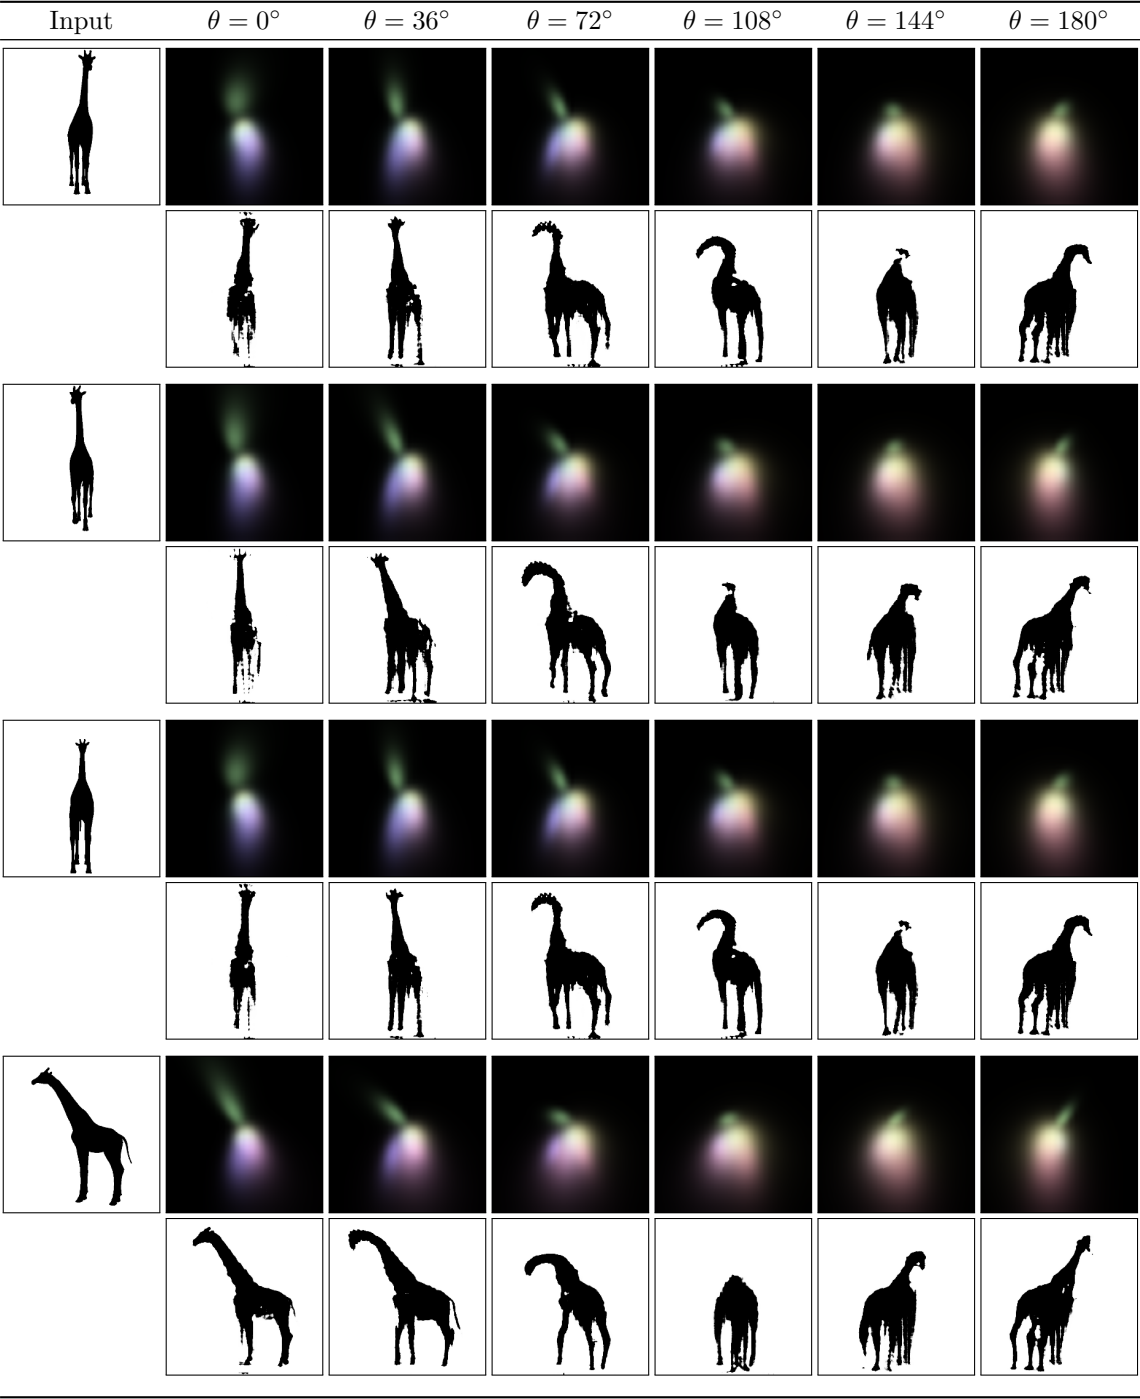 Input θ = 0° θ = 36° θ = 72° θ = 108° θ = 144° θ = 180°